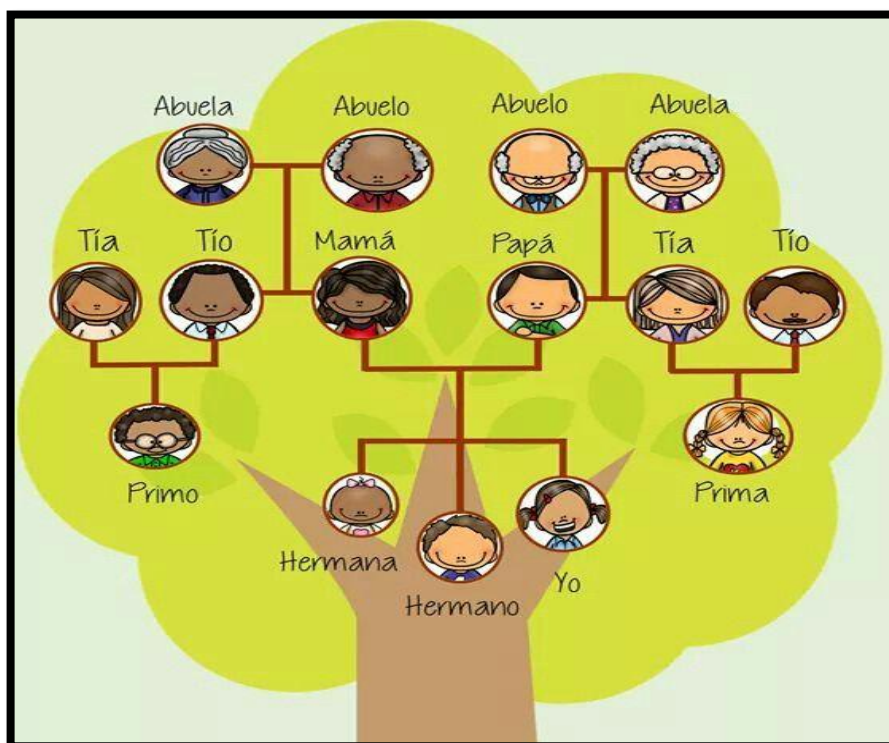 Abuela Abuelo Abuelo Abuela
Tía Tío Mamá Papá Tía Tío
Primo Prima
Hermana Yo
Hermano